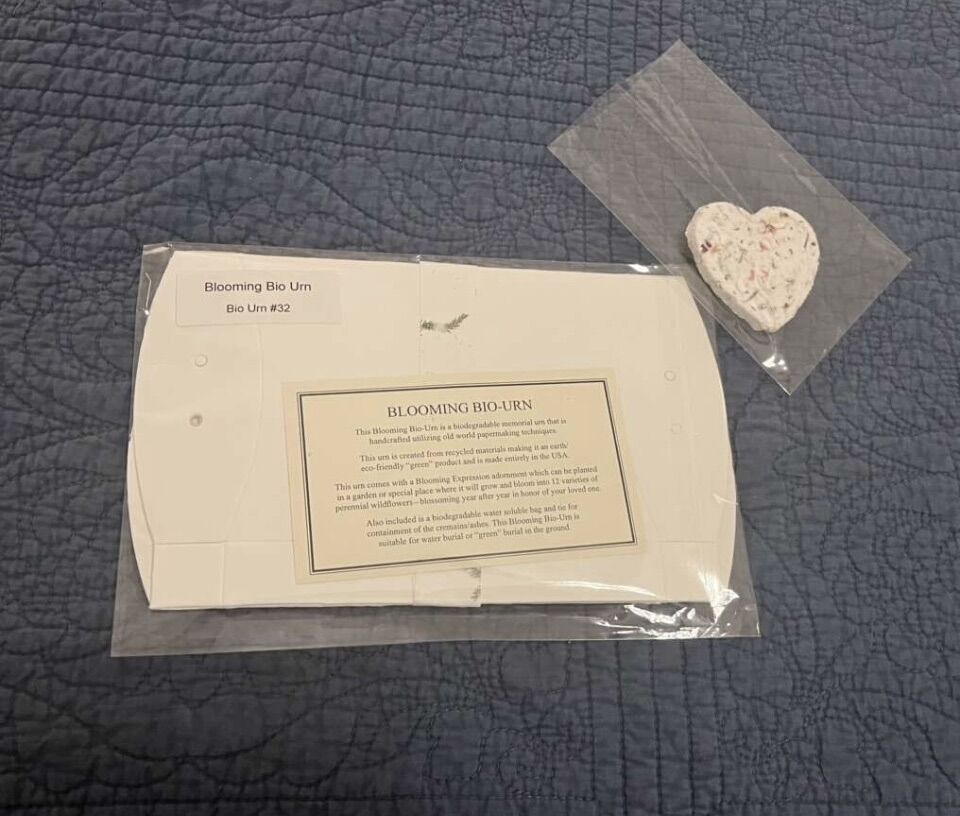 Blooming Bio Urn
Bio Urn #32
BLOOMING BIO-URN
This Blooming Bio-Urn is a biodegradable memorial urn that is
handcrafted utilizing old world papermaking techniques.
This urn is created from recycled materials making it an earth/
eco-friendly "green" product and is made entirely in the USA.
This urn comes with a Blooming Expression adornment which can be planted
in a garden or special place where it will grow and bloom into 12 varieties of
perennial wildflowers—blossoming year after year in honor of your loved one.
Also included is a biodegradable water soluble bag and tie for
containment of the cremains/ashes. This Blooming Bio-Urn is
suitable for water burial or "green" burial in the ground.